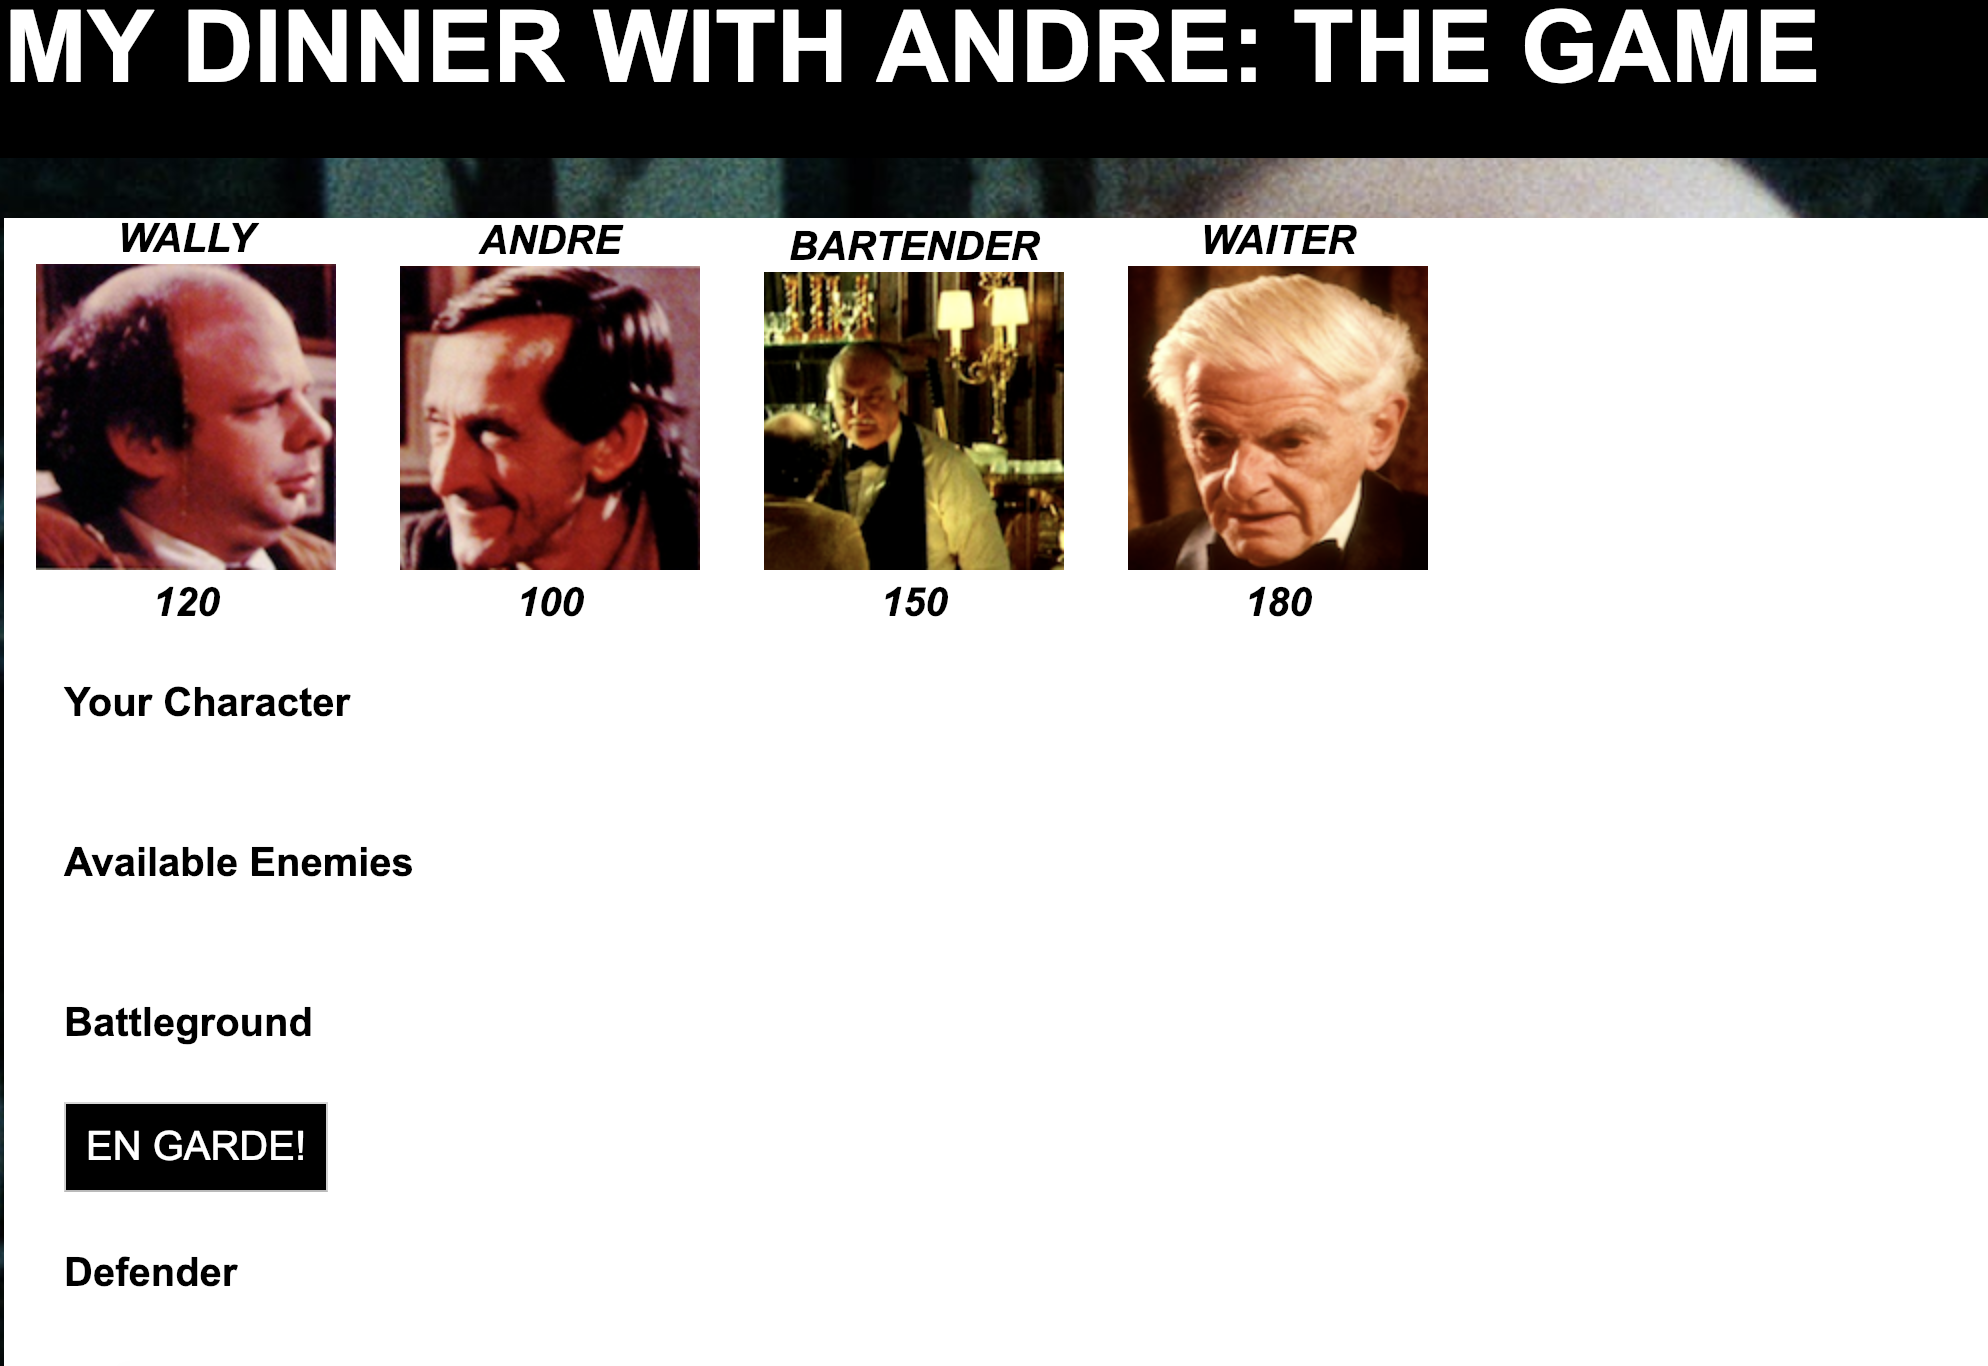 MY DINNER WITH ANDRE: THE GAME
WALLY ANDRE BARTENDER WAITER
120 100 150 180
Your Character
Available Enemies
Battleground
EN GARDE!
Defender